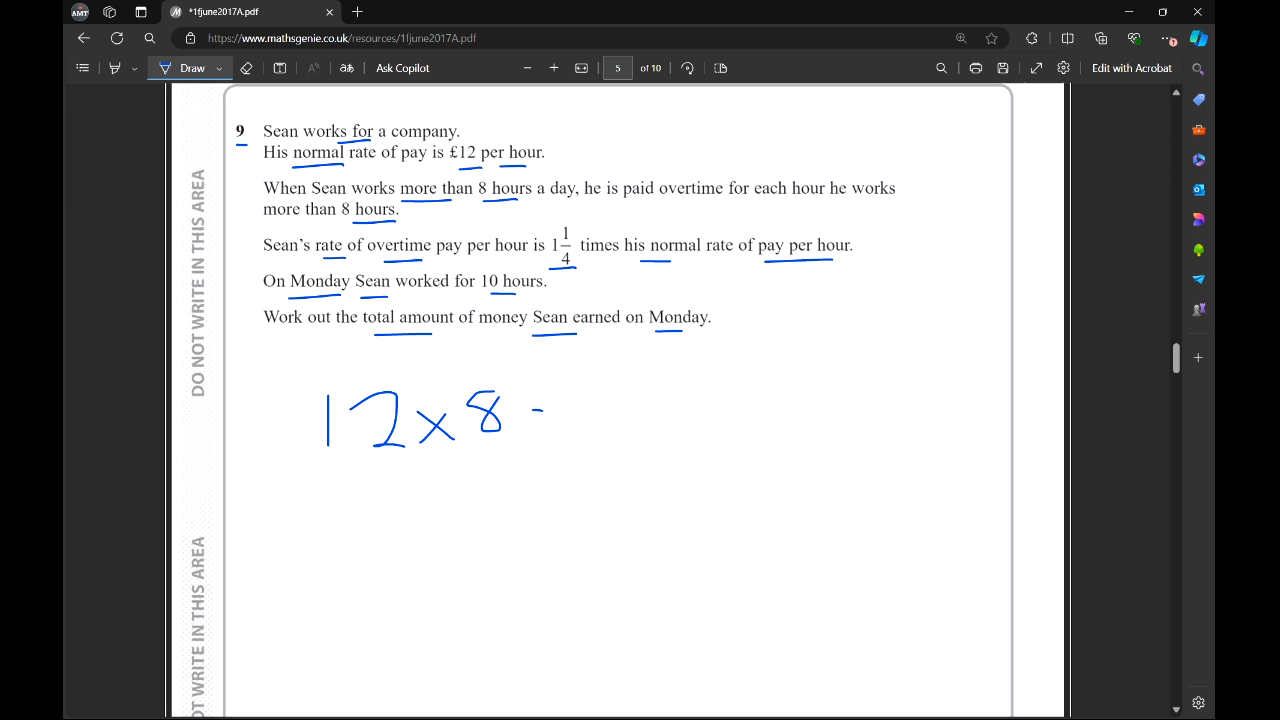 AMT
*1fjune2017A.pdf
https://www.mathsgenie.co.uk/resources/1fjune2017A.pdf
Draw
Ask Copilot
5 of 10
Edit with Acrobat
9 Sean works for a company.
His normal rate of pay is £12 per hour.
When Sean works more than 8 hours a day, he is paid overtime for each hour he works
more than 8 hours.
Sean’s rate of overtime pay per hour is 1 1/4 times his normal rate of pay per hour.
On Monday Sean worked for 10 hours.
Work out the total amount of money Sean earned on Monday.
12 × 8 -
DO NOT WRITE IN THIS AREA
OT WRITE IN THIS AREA